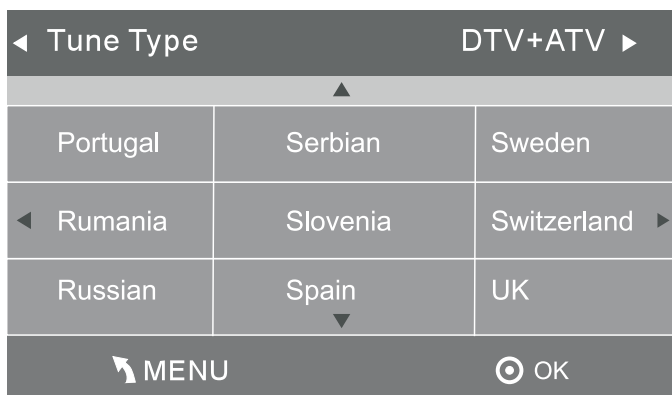 Tune Type DTV+ATV
Portugal Serbian Sweden
Rumania Slovenia Switzerland
Russian Spain UK
MENU OK